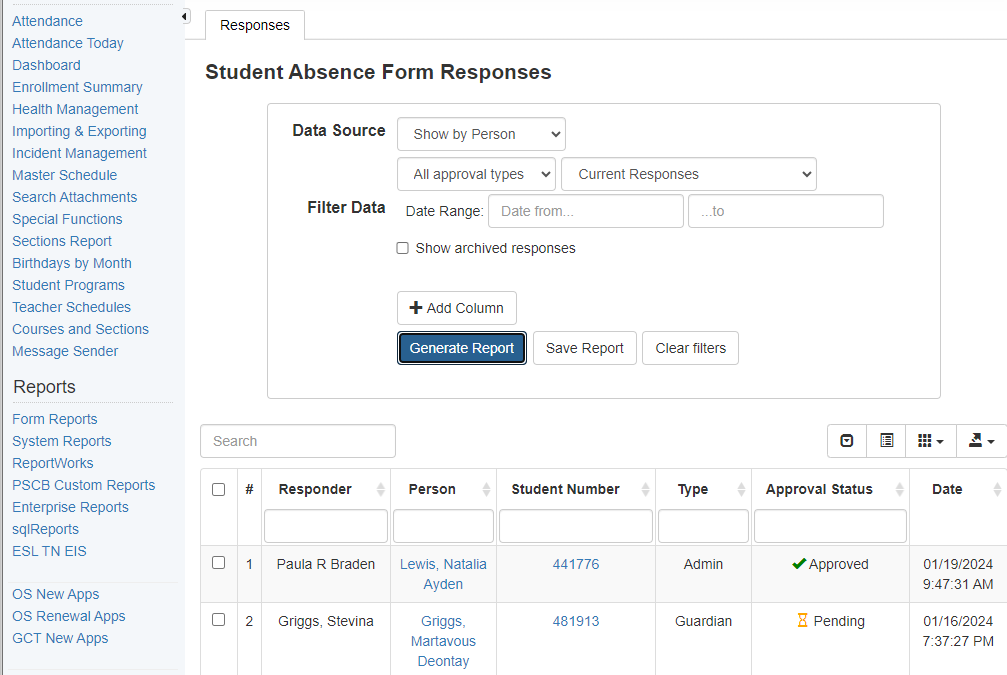 Attendance
Attendance Today
Dashboard
Enrollment Summary
Health Management
Importing & Exporting
Incident Management
Master Schedule
Search Attachments
Special Functions
Sections Report
Birthdays by Month
Student Programs
Teacher Schedules
Courses and Sections
Message Sender
Reports
Form Reports
System Reports
ReportWorks
PSCB Custom Reports
Enterprise Reports
sqlReports
ESL TN EIS
OS New Apps
OS Renewal Apps
GCT New Apps
Responses
Student Absence Form Responses
Data Source Show by Person
All approval types Current Responses
Filter Data Date Range: Date from... ...to
Show archived responses
Add Column
Generate Report Save Report Clear filters
Search
# Responder Person Student Number Type Approval Status Date
1 Paula R Braden Lewis, Natalia 441776 Admin Approved 01/19/2024
Ayden 9:47:31 AM
2 Griggs, Stevina Griggs, 481913 Guardian Pending 01/16/2024
Martavous 7:37:27 PM
Deontay